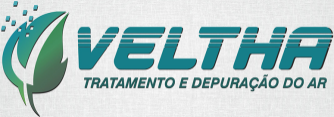 VELTHA
TRATAMENTO E DEPURAÇÃO DO AR